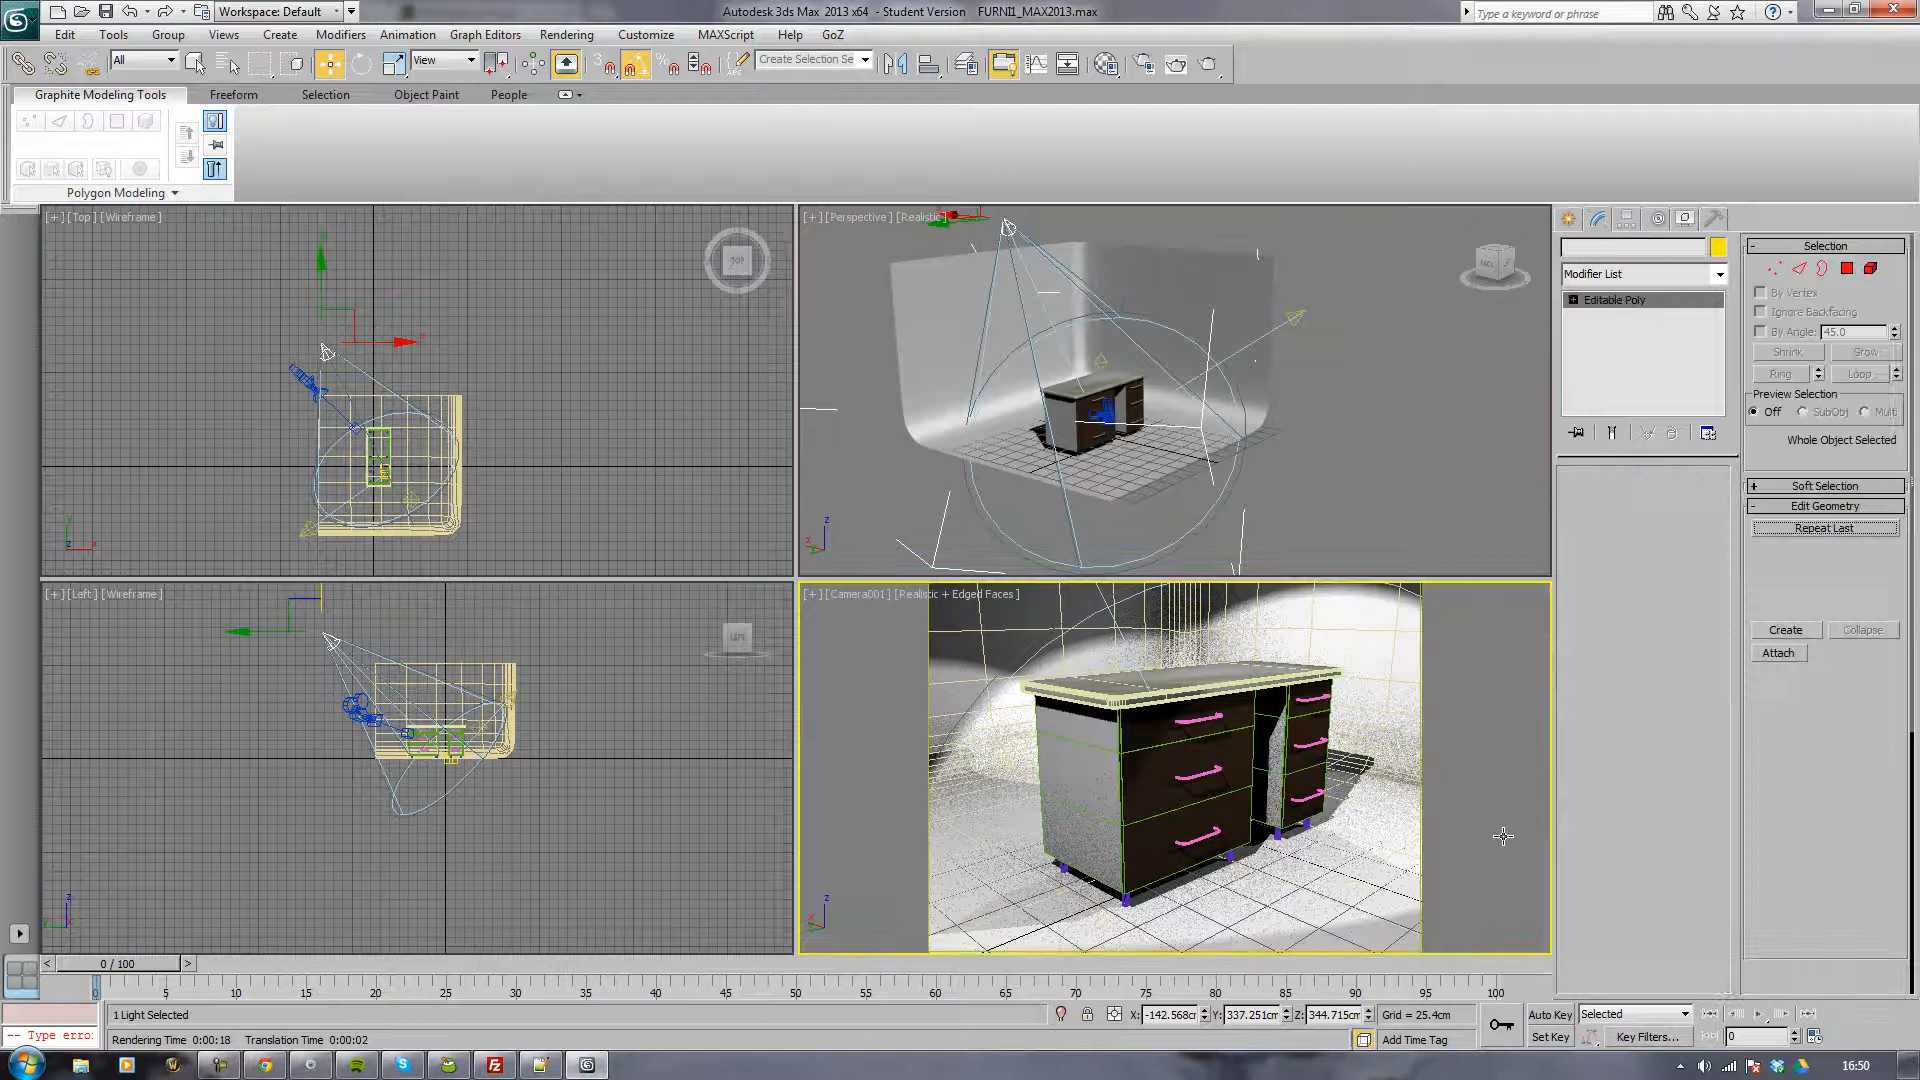 Workspace: Default
Autodesk 3ds Max 2013 x64 - Student Version FURNI1_MAX2013.max
Type a keyword or phrase
Edit Tools Group Views Create Modifiers Animation Graph Editors Rendering Customize MAXScript Help GoZ
All
View
3
Create Selection Se
Graphite Modeling Tools Freeform Selection Object Paint People
Polygon Modeling
[+] [Top] [Wireframe]
TOP
[+] [Perspective] [Realistic]
[+] [Left] [Wireframe]
LEFT
[+] [Camera001] [Realistic + Edged Faces]
Modifier List
Editable Poly
Selection
By Vertex
Ignore Backfacing
By Angle: 45.0
Shrink Grow
Ring Loop
Preview Selection
Off SubObj Multi
Whole Object Selected
Soft Selection
Edit Geometry
Repeat Last
Create Collapse
Attach
< 0 / 100 >
0 5 10 15 20 25 30 35 40 45 50 55 60 65 70 75 80 85 90 95 100
1 Light Selected
X: -142.568cm Y: 337.251cm Z: 344.715cm Grid = 25.4cm
Auto Key Selected
-- Type erro:
Rendering Time 0:00:18 Translation Time 0:00:02
Add Time Tag
Set Key Key Filters... 0
16:50